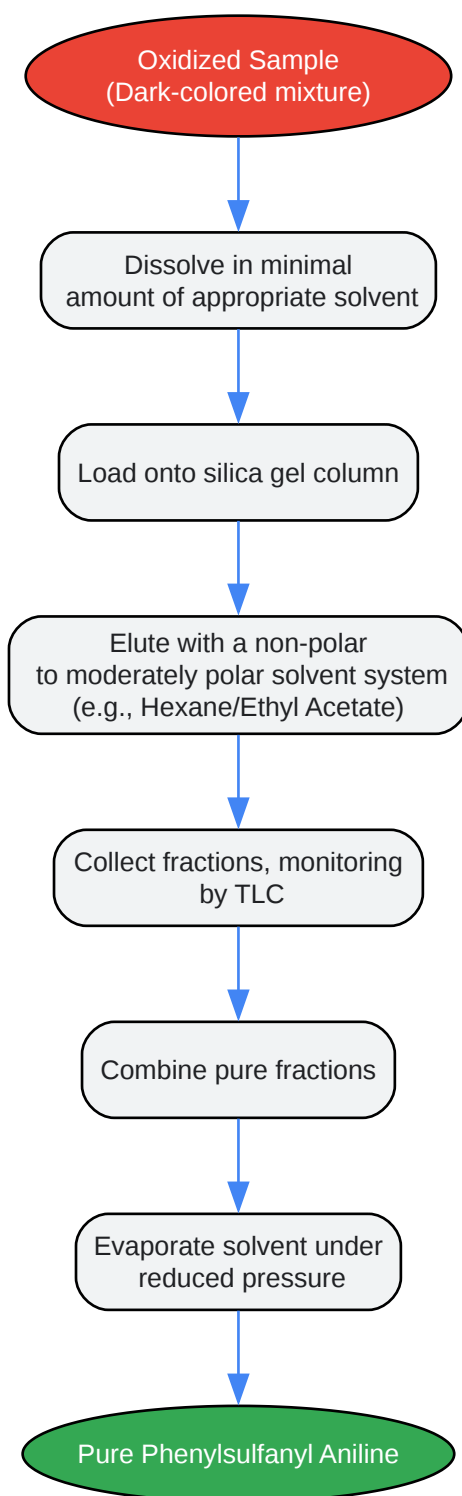 Oxidized Sample
(Dark-colored mixture)
Dissolve in minimal
amount of appropriate solvent
Load onto silica gel column
Elute with a non-polar
to moderately polar solvent system
(e.g., Hexane/Ethyl Acetate)
Collect fractions, monitoring
by TLC
Combine pure fractions
Evaporate solvent under
reduced pressure
Pure Phenylsulfanyl Aniline